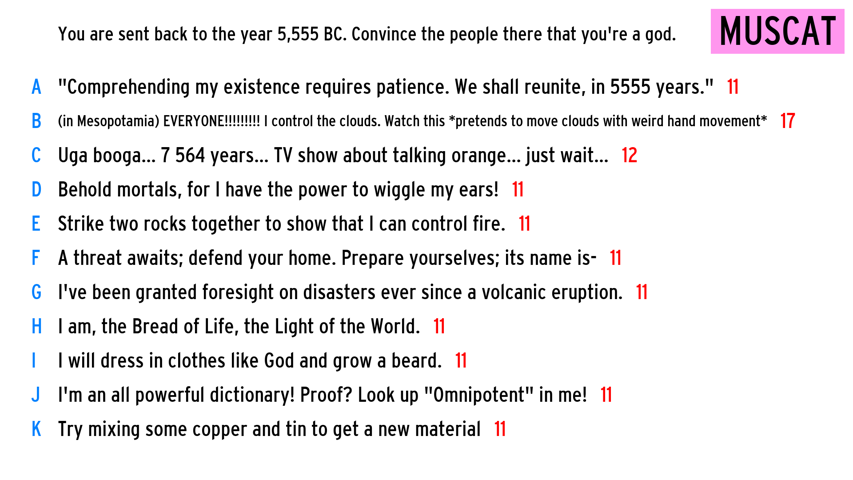 You are sent back to the year 5,555 BC. Convince the people there that you're a god.
MUSCAT
A "Comprehending my existence requires patience. We shall reunite, in 5555 years." 11
B (in Mesopotamia) EVERYONE!!!!!!!!! I control the clouds. Watch this *pretends to move clouds with weird hand movement* 17
C Uga booga... 7 564 years... TV show about talking orange... just wait... 12
D Behold mortals, for I have the power to wiggle my ears! 11
E Strike two rocks together to show that I can control fire. 11
F A threat awaits; defend your home. Prepare yourselves; its name is- 11
G I've been granted foresight on disasters ever since a volcanic eruption. 11
H I am, the Bread of Life, the Light of the World. 11
I I will dress in clothes like God and grow a beard. 11
J I'm an all powerful dictionary! Proof? Look up "Omnipotent" in me! 11
K Try mixing some copper and tin to get a new material 11